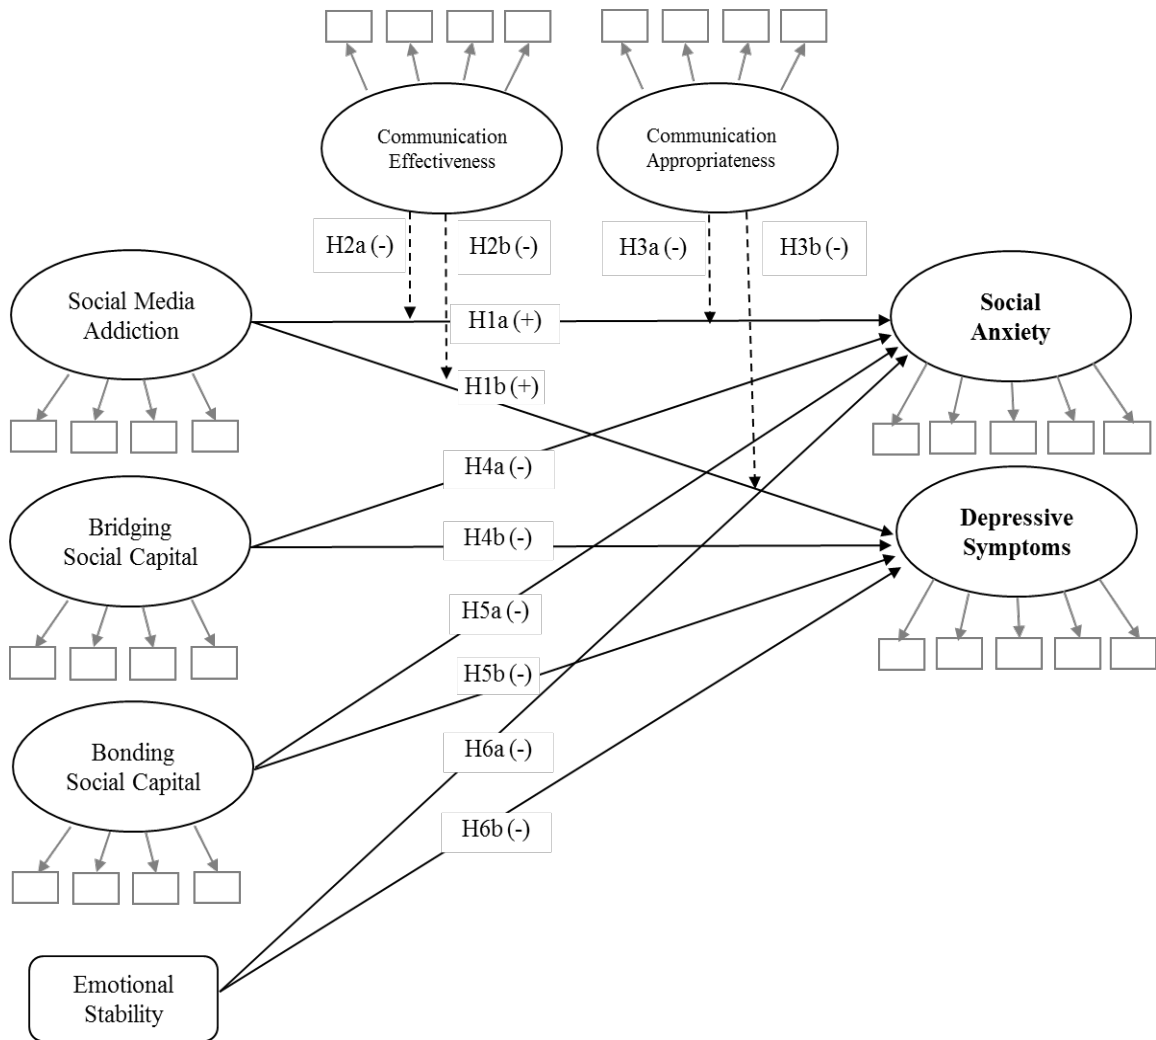 Communication
Effectiveness
Communication
Appropriateness
H2a (-)
H2b (-)
H3a (-)
H3b (-)
Social Media
Addiction
H1a (+)
Social
Anxiety
H1b (+)
H4a (-)
Bridging
Social Capital
H4b (-)
Depressive
Symptoms
H5a (-)
H5b (-)
Bonding
Social Capital
H6a (-)
H6b (-)
Emotional
Stability